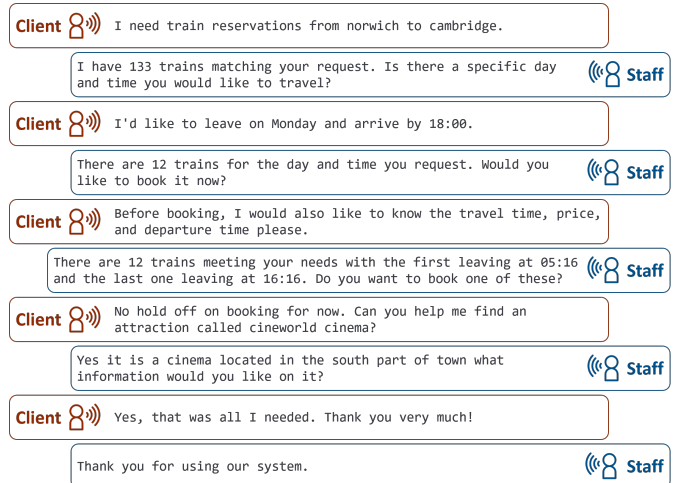 Client
I need train reservations from norwich to cambridge.
I have 133 trains matching your request. Is there a specific day
and time you would like to travel?
Staff
Client
I'd like to leave on Monday and arrive by 18:00.
There are 12 trains for the day and time you request. Would you
like to book it now?
Staff
Client
Before booking, I would also like to know the travel time, price,
and departure time please.
There are 12 trains meeting your needs with the first leaving at 05:16
and the last one leaving at 16:16. Do you want to book one of these?
Staff
Client
No hold off on booking for now. Can you help me find an
attraction called cineworld cinema?
Yes it is a cinema located in the south part of town what
information would you like on it?
Staff
Client
Yes, that was all I needed. Thank you very much!
Thank you for using our system.
Staff